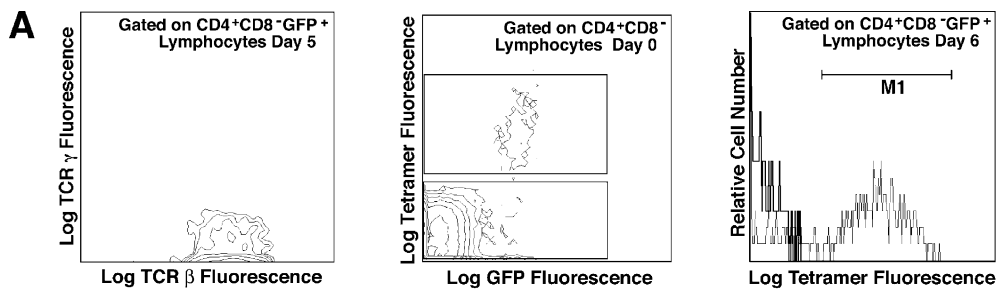 A
Gated on CD4⁺CD8⁻GFP⁺
Lymphocytes Day 5
Log TCR γ Fluorescence
Log TCR β Fluorescence
Gated on CD4⁺CD8⁻
Lymphocytes Day 0
Log Tetramer Fluorescence
Log GFP Fluorescence
Gated on CD4⁺CD8⁻GFP⁺
Lymphocytes Day 6
M1
Relative Cell Number
Log Tetramer Fluorescence